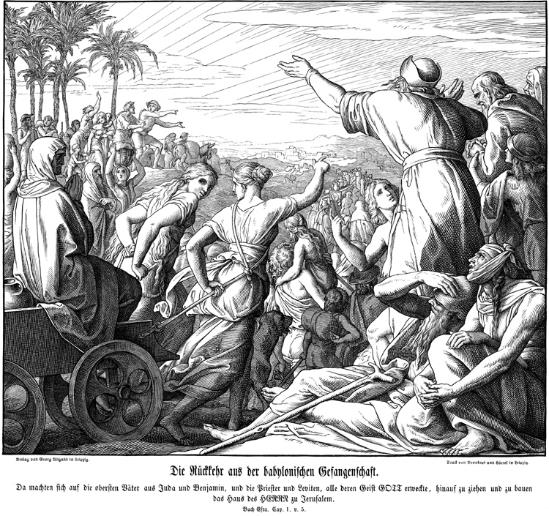 Verlag von Georg Wigand in Leipzig.
Druck von Breitkopf und Härtel in Leipzig.
Die Rückkehr aus der babylonischen Gefangenschaft.
Da machten sich auf die obersten Väter aus Juda und Benjamin, und die Priester und Leviten, alle deren Geist GOTT erweckte, hinauf zu ziehen und zu bauen
das Haus des HERRN zu Jerusalem.
Buch Esra. Cap. 1. v. 5.